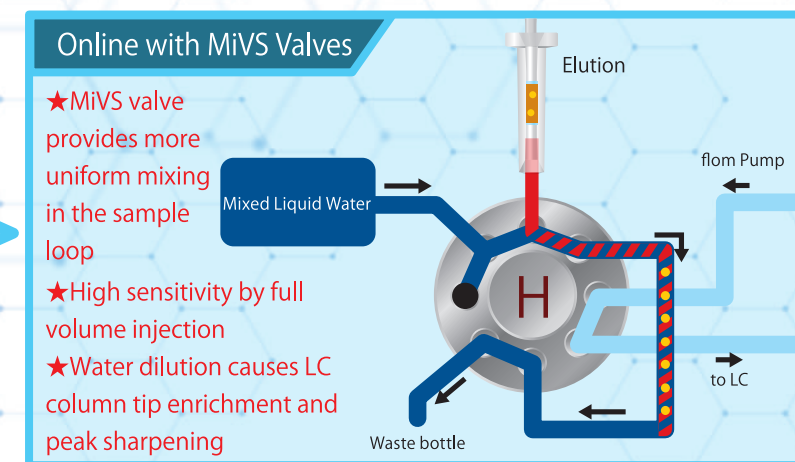 Online with MiVS Valves
★MiVS valve
provides more
uniform mixing
in the sample
loop
★High sensitivity by full
volume injection
★Water dilution causes LC
column tip enrichment and
peak sharpening
Elution
flom Pump
Mixed Liquid Water
H
to LC
Waste bottle